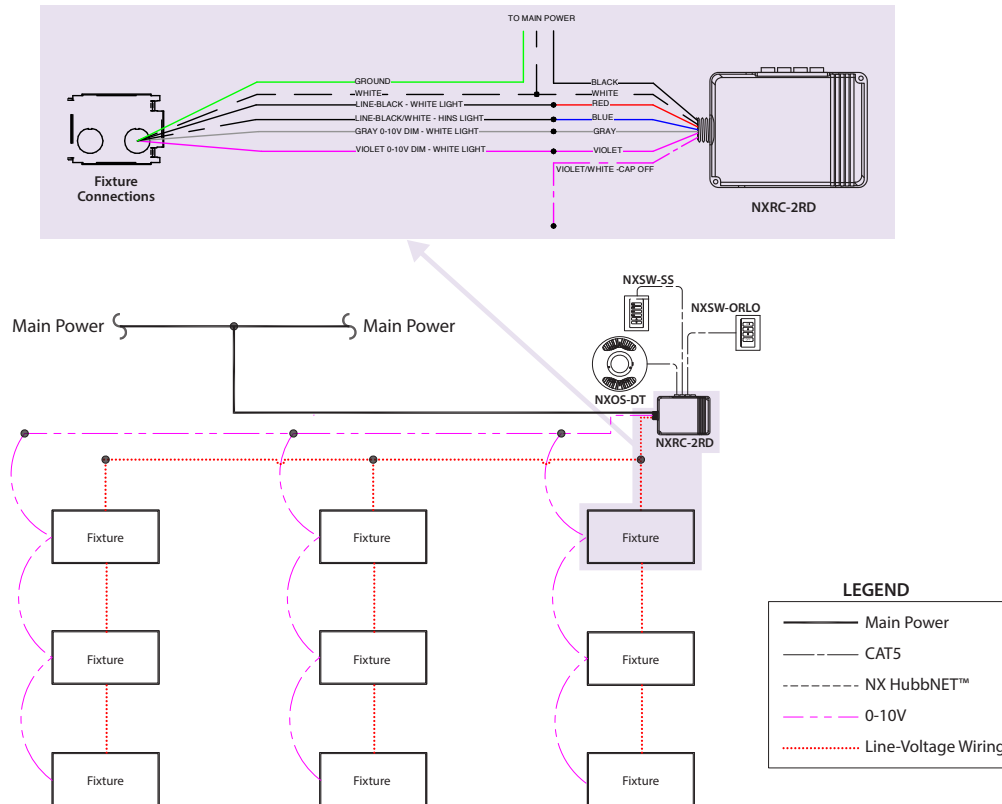 TO MAIN POWER
GROUND
BLACK
WHITE
WHITE
LINE-BLACK - WHITE LIGHT
RED
LINE-BLACK/WHITE - HINS LIGHT
BLUE
GRAY 0-10V DIM - WHITE LIGHT
GRAY
VIOLET 0-10V DIM - WHITE LIGHT
VIOLET
VIOLET/WHITE -CAP OFF
Fixture
Connections
NXRC-2RD
NXSW-SS
NXSW-ORLO
Main Power
Main Power
NXOS-DT
NXRC-2RD
Fixture
Fixture
Fixture
Fixture
Fixture
Fixture
Fixture
Fixture
Fixture
LEGEND
Main Power
CAT5
NX HubbNET™
0-10V
Line-Voltage Wiring